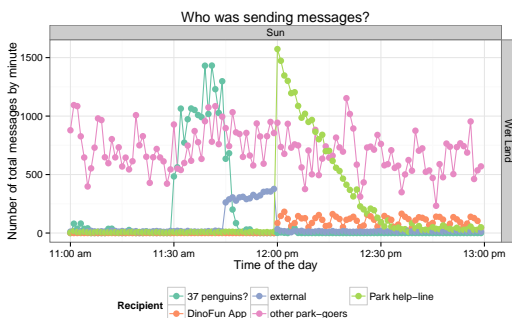 Who was sending messages?
Sun
Number of total messages by minute
1500
1000
500
0
Wet Land
11:00 am 11:30 am 12:00 pm 12:30 pm 13:00 pm
Time of the day
Recipient
37 penguins? external Park help-line
DinoFun App other park-goers